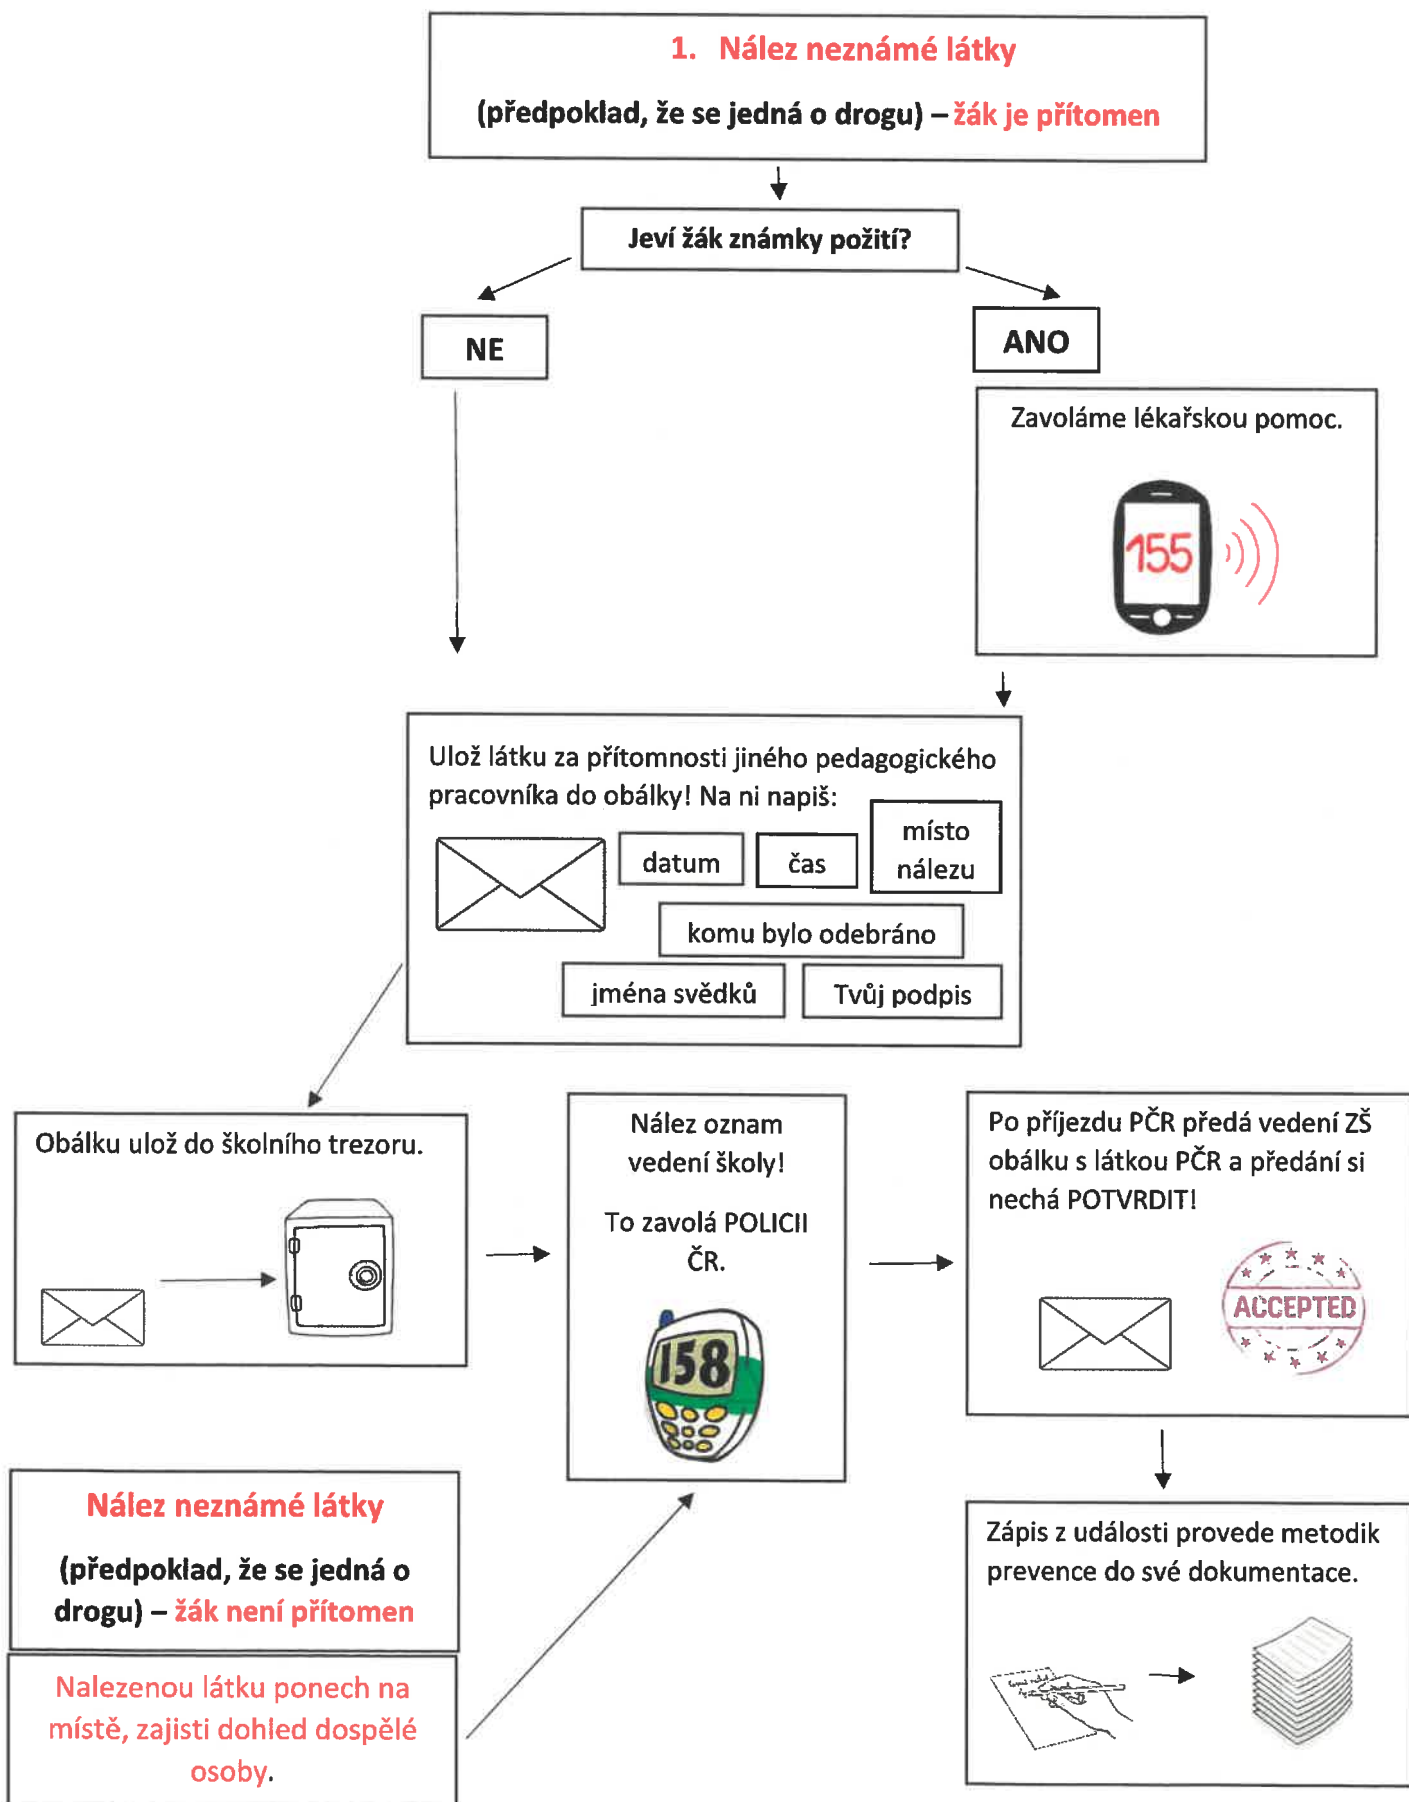 1. Nález neznámé látky
(předpoklad, že se jedná o drogu) – žák je přítomen
Jeví žák známky požití?
NE
ANO
Zavoláme lékařskou pomoc.
155
Ulož látku za přítomnosti jiného pedagogického
pracovníka do obálky! Na ni napiš:
datum
čas
místo
nálezu
komu bylo odebráno
jména svědků
Tvůj podpis
Obálku ulož do školního trezoru.
Nález oznam
vedení školy!
To zavolá POLICII
ČR.
158
Po příjezdu PČR předá vedení ZŠ
obálku s látkou PČR a předání si
nechá POTVRDIT!
ACCEPTED
Nález neznámé látky
(předpoklad, že se jedná o
drogu) – žák není přítomen
Nalezenou látku ponech na
místě, zajisti dohled dospělé
osoby.
Zápis z události provede metodik
prevence do své dokumentace.